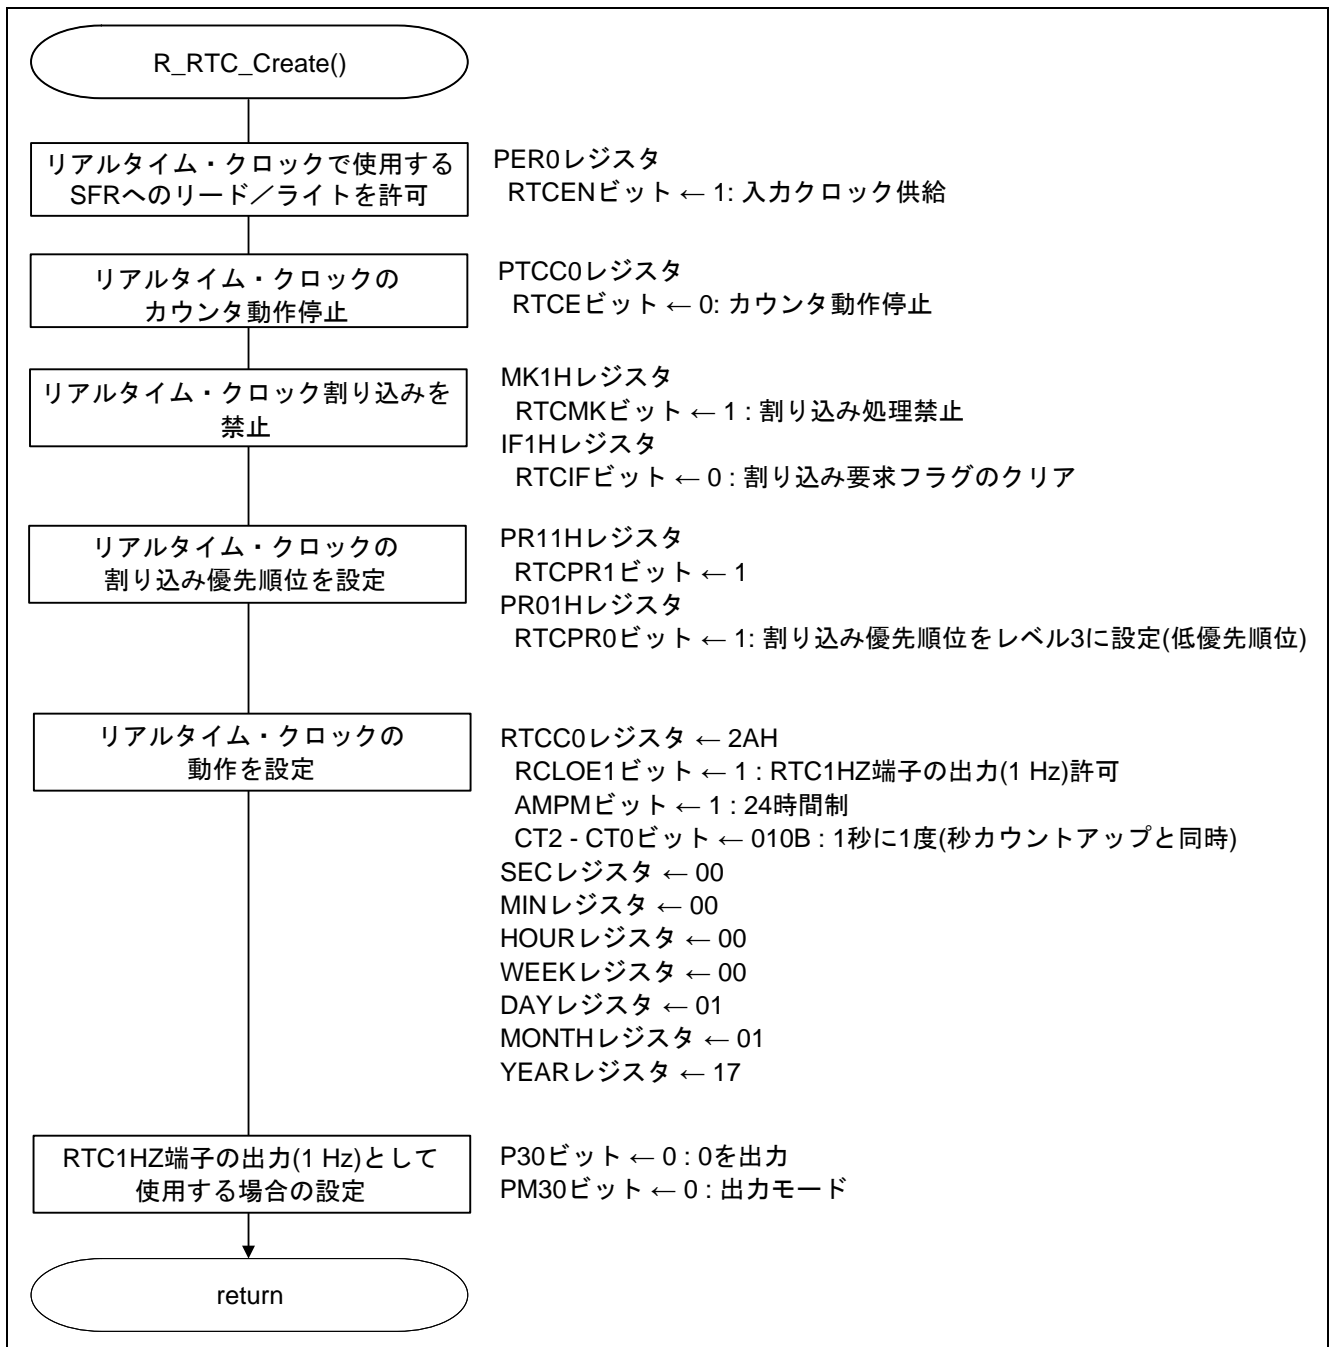 R_RTC_Create()
リアルタイム・クロックで使用する
SFRへのリード／ライトを許可
PER0レジスタ
RTCENビット ← 1: 入力クロック供給
リアルタイム・クロックの
カウンタ動作停止
PTCC0レジスタ
RTCEビット ← 0: カウンタ動作停止
リアルタイム・クロック割り込みを
禁止
MK1Hレジスタ
RTCMKビット ← 1 : 割り込み処理禁止
IF1Hレジスタ
RTCIFビット ← 0 : 割り込み要求フラグのクリア
リアルタイム・クロックの
割り込み優先順位を設定
PR11Hレジスタ
RTCPR1ビット ← 1
PR01Hレジスタ
RTCPR0ビット ← 1: 割り込み優先順位をレベル3に設定(低優先順位)
リアルタイム・クロックの
動作を設定
RTCC0レジスタ ← 2AH
RCLOE1ビット ← 1 : RTC1HZ端子の出力(1 Hz)許可
AMPMビット ← 1 : 24時間制
CT2 - CT0ビット ← 010B : 1秒に1度(秒カウントアップと同時)
SECレジスタ ← 00
MINレジスタ ← 00
HOURレジスタ ← 00
WEEKレジスタ ← 00
DAYレジスタ ← 01
MONTHレジスタ ← 01
YEARレジスタ ← 17
RTC1HZ端子の出力(1 Hz)として
使用する場合の設定
P30ビット ← 0 : 0を出力
PM30ビット ← 0 : 出力モード
return